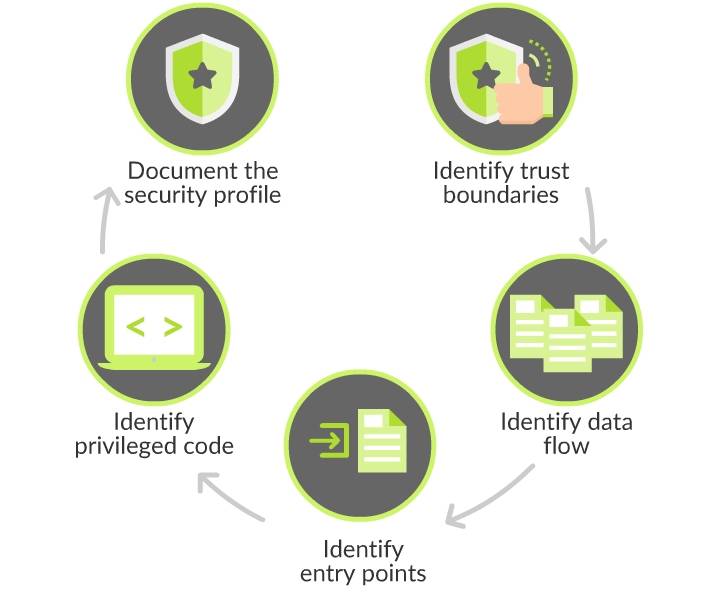 Document the
security profile
Identify trust
boundaries
Identify data
flow
Identify
privileged code
Identify
entry points